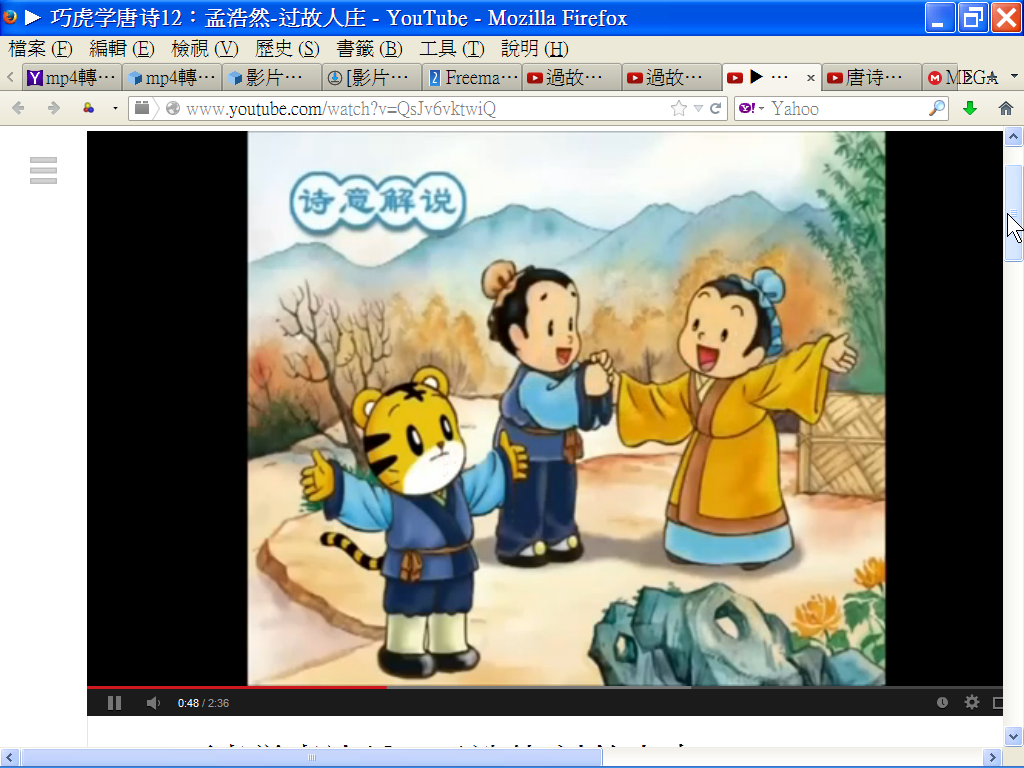 ▶ 巧虎学唐诗12：孟浩然-过故人庄 - YouTube - Mozilla Firefox
檔案 (F) 編輯 (E) 檢視 (V) 歷史 (S) 書籤 (B) 工具 (T) 說明 (H)
mp4轉… mp4轉… 影片… [影片… Freema… 過故… 過故… ▶ … 唐诗… MEGA
www.youtube.com/watch?v=QsJv6vktwiQ Yahoo
诗意解说
0:48 / 2:36